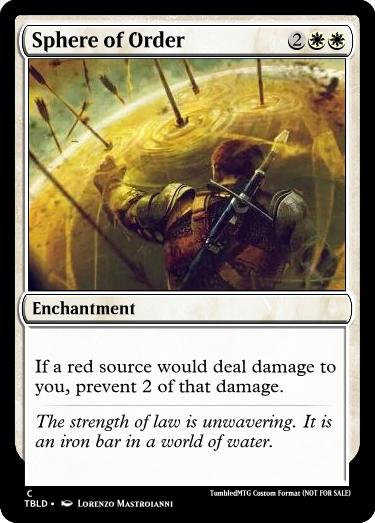 Sphere of Order 2
Enchantment
If a red source would deal damage to
you, prevent 2 of that damage.
The strength of law is unwavering. It is
an iron bar in a world of water.
C
TBLD • Lorenzo Mastroianni
TumbledMTG Custom Format (NOT FOR SALE)